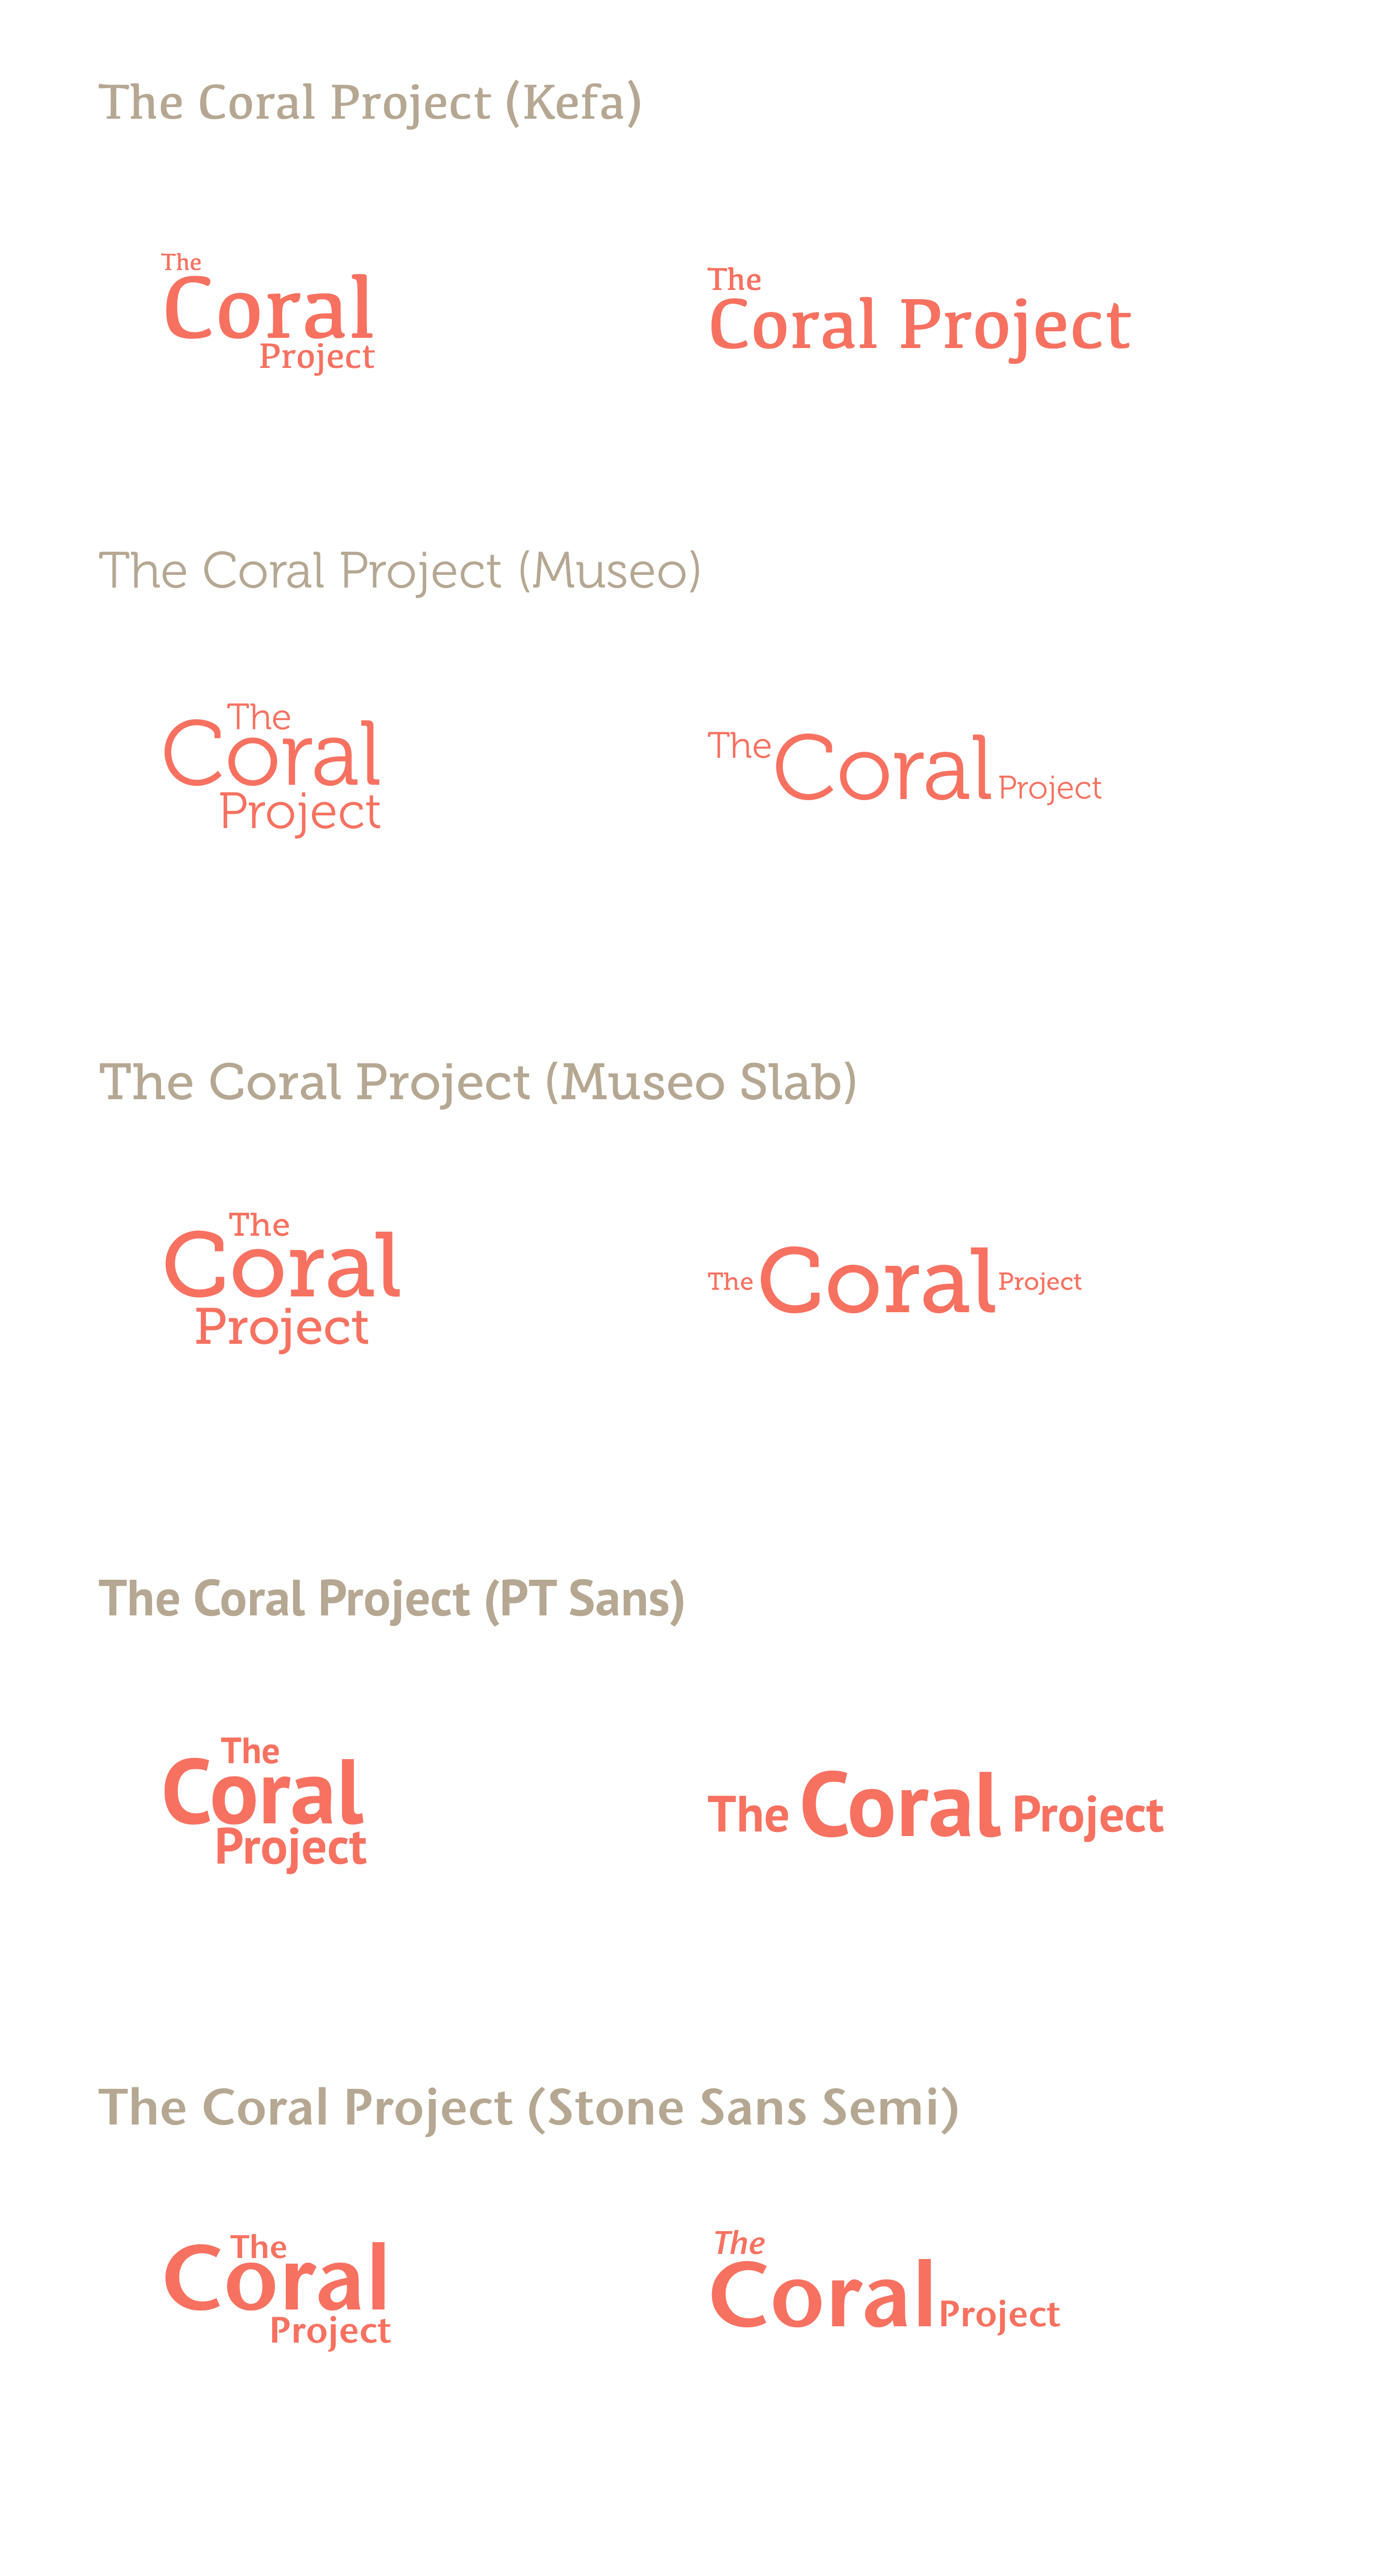 The Coral Project (Kefa)
The
Coral
Project
The
Coral Project
The Coral Project (Museo)
The
Coral
Project
The Coral Project
The Coral Project (Museo Slab)
The
Coral
Project
The Coral Project
The Coral Project (PT Sans)
The
Coral
Project
The Coral Project
The Coral Project (Stone Sans Semi)
The
Coral
Project
The
Coral Project